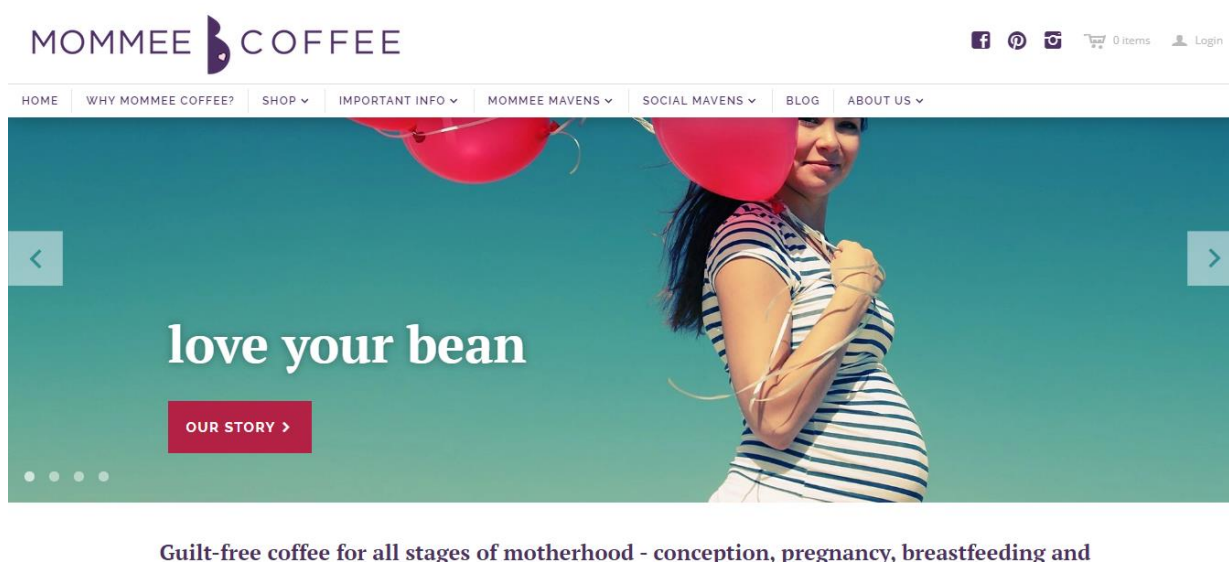 MOMMEE COFFEE
0 items
Login
HOME
WHY MOMMEE COFFEE?
SHOP
IMPORTANT INFO
MOMMEE MAVENS
SOCIAL MAVENS
BLOG
ABOUT US
love your bean
OUR STORY
Guilt-free coffee for all stages of motherhood - conception, pregnancy, breastfeeding and